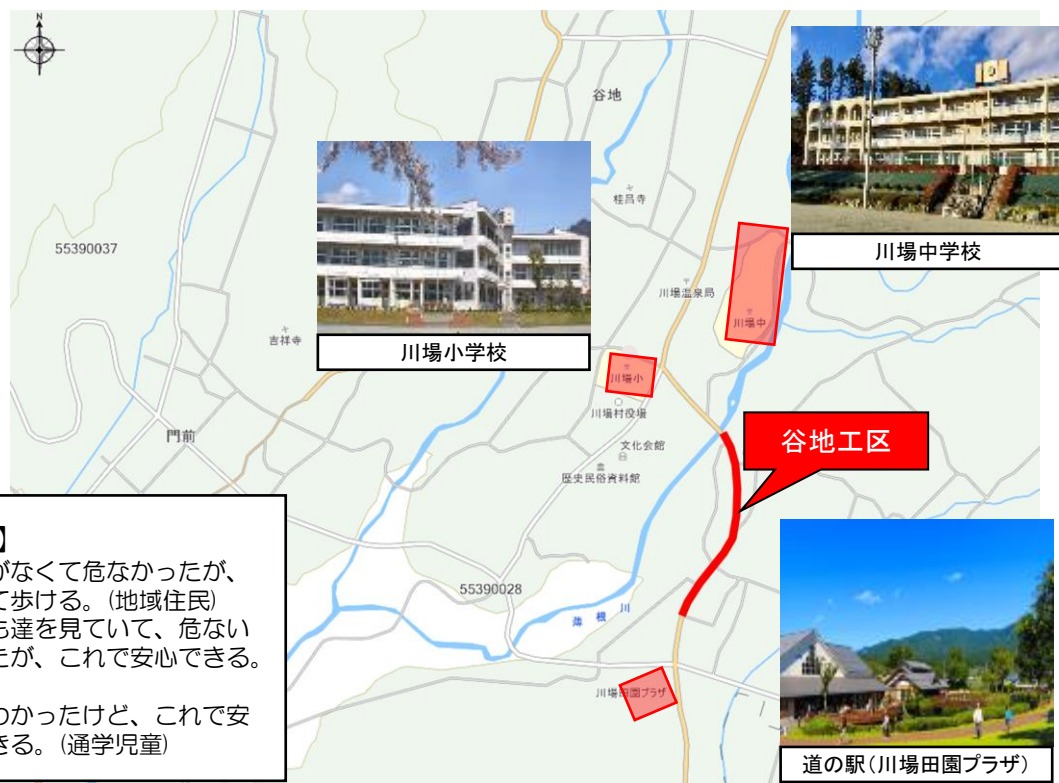 N
谷地
桂昌寺
55390037
川場中学校
川場温泉局
川場中
吉祥寺
川場小学校
川場小
川場村役場
門前
文化会館
谷地工区
歴史民俗資料館
】
がなくて危なかったが、
て歩ける。(地域住民)
も達を見ていて、危ない
たが、これで安心できる。
わかったけど、これで安
きる。(通学児童)
55390028
薄根川
川場田園プラザ
道の駅(川場田園プラザ)